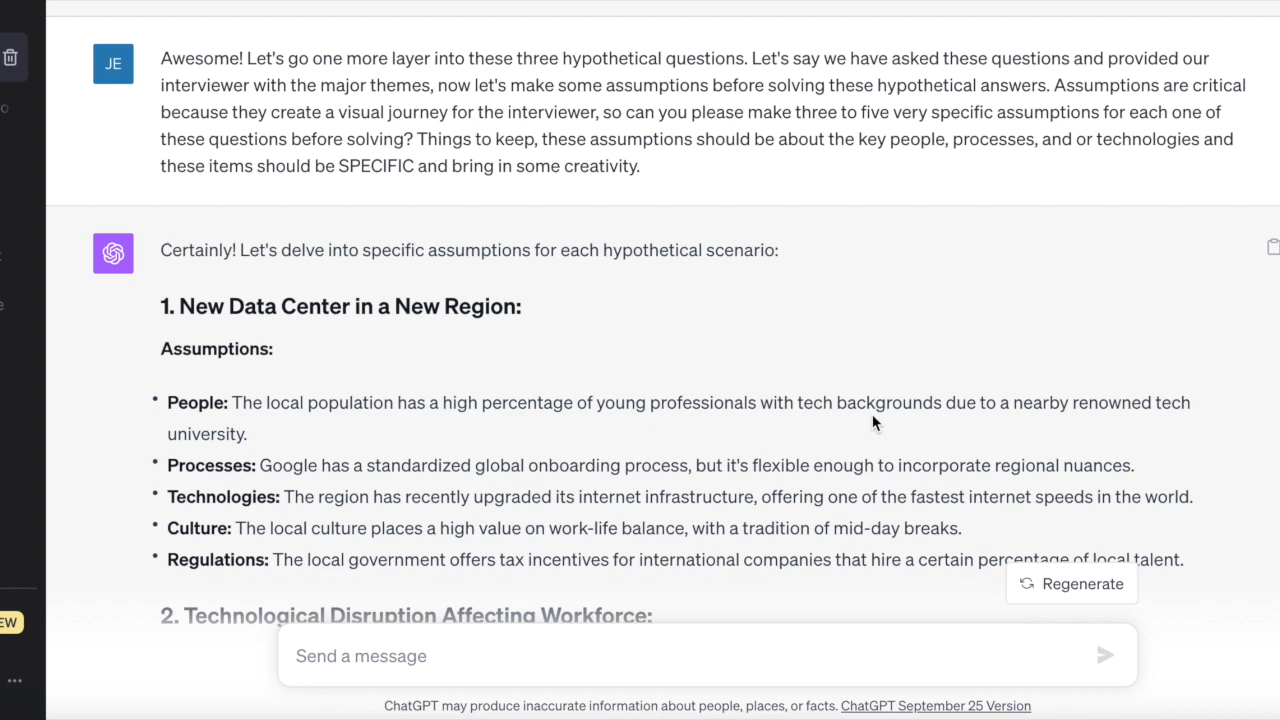 JE
Awesome! Let's go one more layer into these three hypothetical questions. Let's say we have asked these questions and provided our
interviewer with the major themes, now let's make some assumptions before solving these hypothetical answers. Assumptions are critical
because they create a visual journey for the interviewer, so can you please make three to five very specific assumptions for each one of
these questions before solving? Things to keep, these assumptions should be about the key people, processes, and or technologies and
these items should be SPECIFIC and bring in some creativity.
Certainly! Let's delve into specific assumptions for each hypothetical scenario:
1. New Data Center in a New Region:
Assumptions:
• People: The local population has a high percentage of young professionals with tech backgrounds due to a nearby renowned tech
university.
• Processes: Google has a standardized global onboarding process, but it's flexible enough to incorporate regional nuances.
• Technologies: The region has recently upgraded its internet infrastructure, offering one of the fastest internet speeds in the world.
• Culture: The local culture places a high value on work-life balance, with a tradition of mid-day breaks.
• Regulations: The local government offers tax incentives for international companies that hire a certain percentage of local talent.
Regenerate
2. Technological Disruption Affecting Workforce:
EW
Send a message
ChatGPT may produce inaccurate information about people, places, or facts. ChatGPT September 25 Version